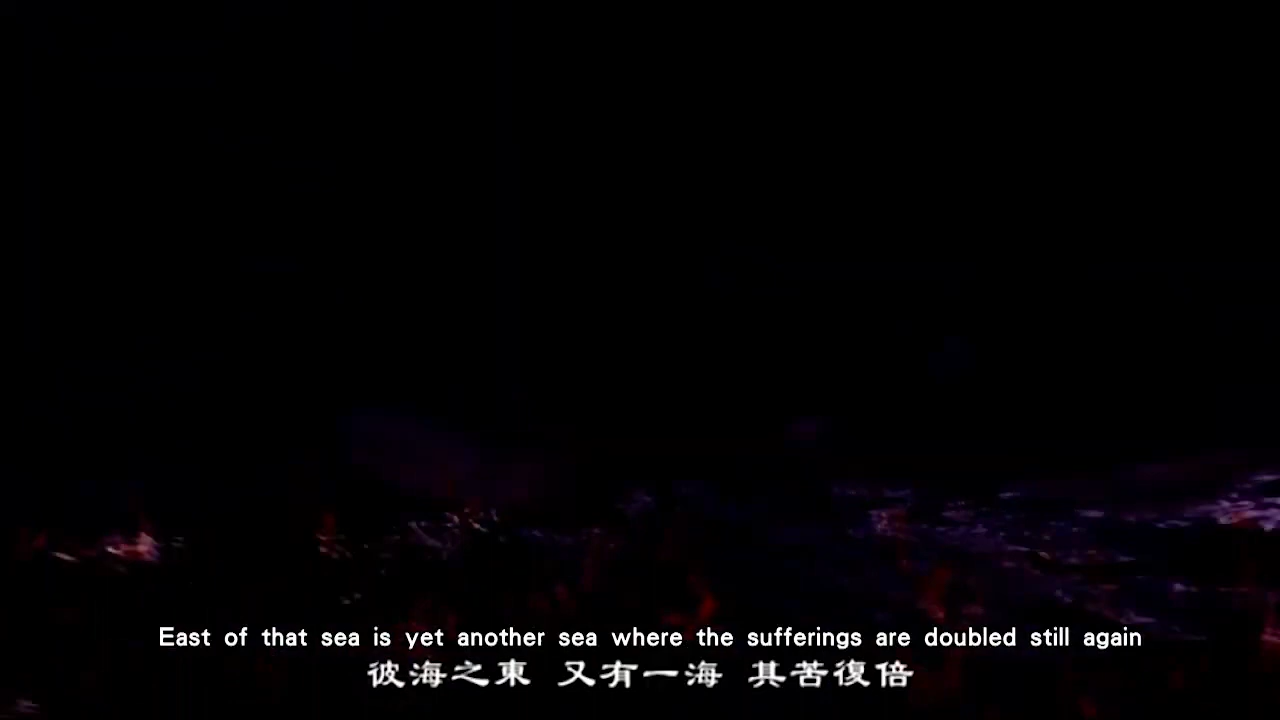 East of that sea is yet another sea where the sufferings are doubled still again
彼海之東 又有一海 其苦復倍